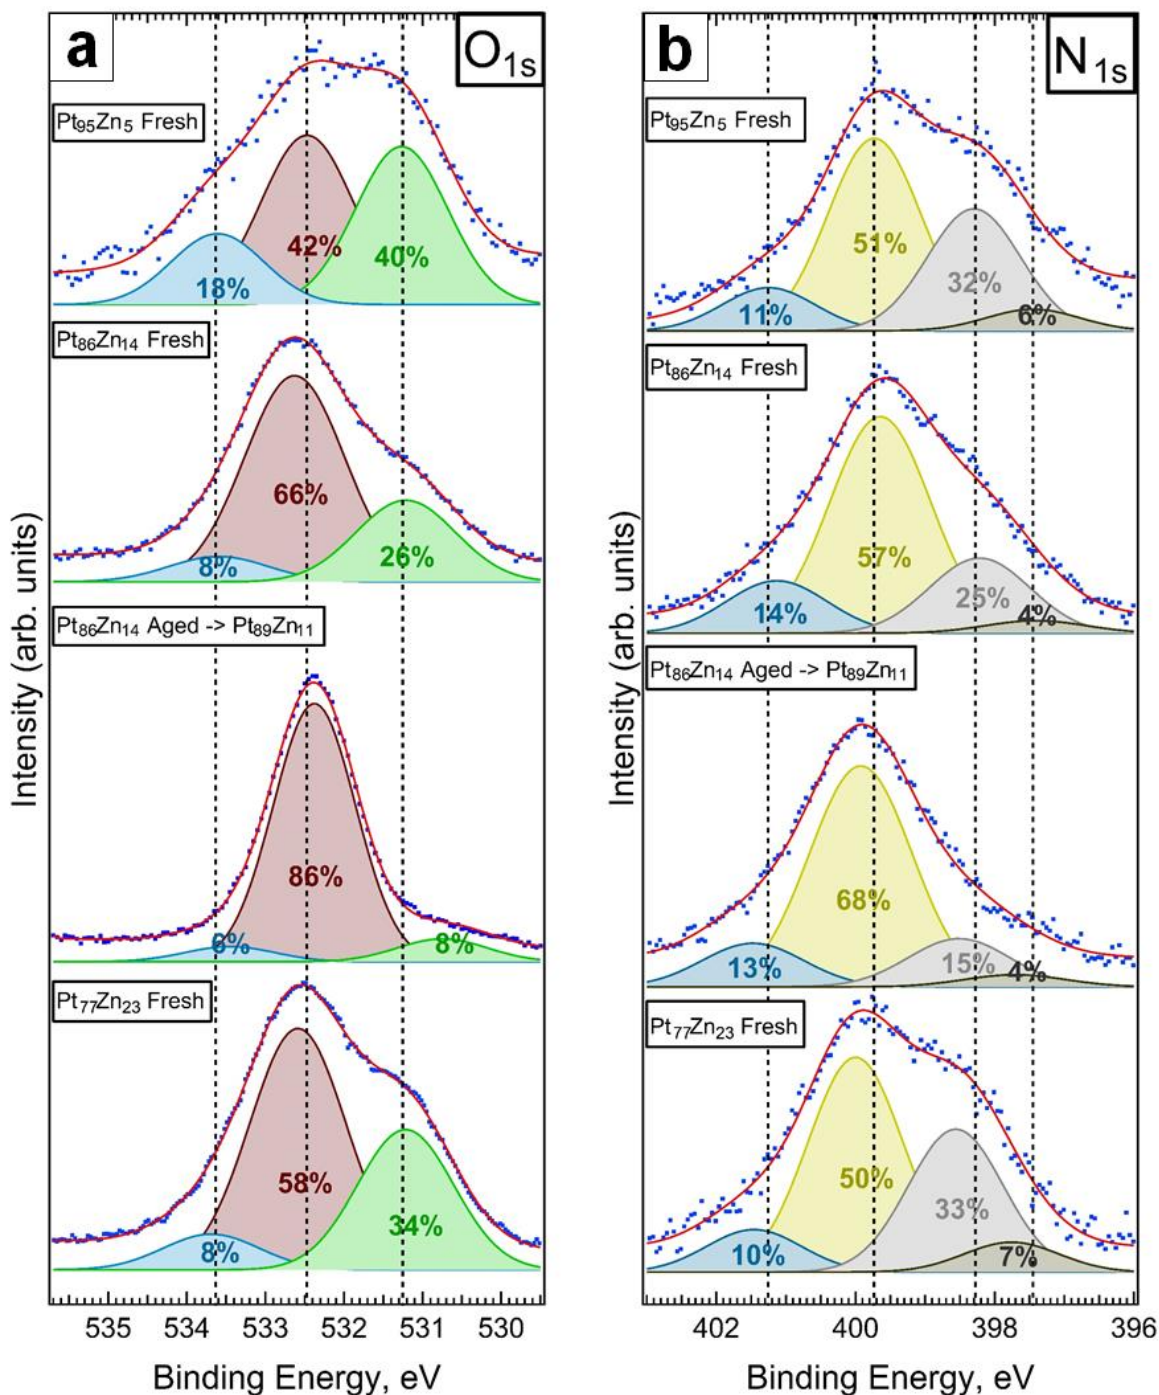 a
O1s
Pt95Zn5 Fresh
42%
40%
18%
Pt86Zn14 Fresh
66%
26%
8%
Pt86Zn14 Aged -> Pt89Zn11
86%
6%
8%
Pt77Zn23 Fresh
58%
34%
8%
Intensity (arb. units)
535
534
533
532
531
530
Binding Energy, eV
b
N1s
Pt95Zn5 Fresh
51%
32%
11%
6%
Pt86Zn14 Fresh
57%
25%
14%
4%
Pt86Zn14 Aged -> Pt89Zn11
68%
13%
15%
4%
Pt77Zn23 Fresh
50%
33%
10%
7%
Intensity (arb. units)
402
400
398
396
Binding Energy, eV